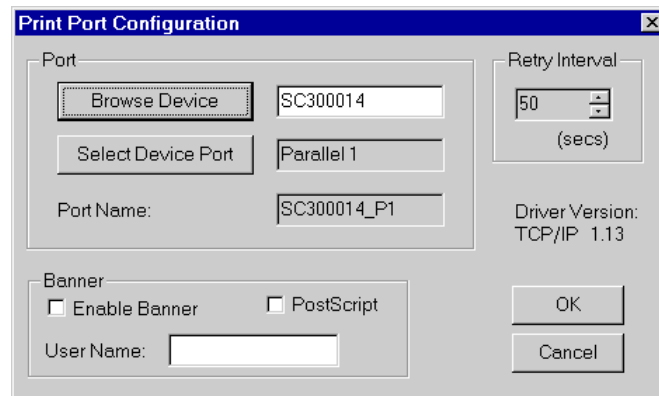 Print Port Configuration
Port
Browse Device SC300014
Select Device Port Parallel 1
Port Name: SC300014_P1
Retry Interval
50
(secs)
Driver Version:
TCP/IP 1.13
Banner
Enable Banner PostScript
User Name:
OK
Cancel